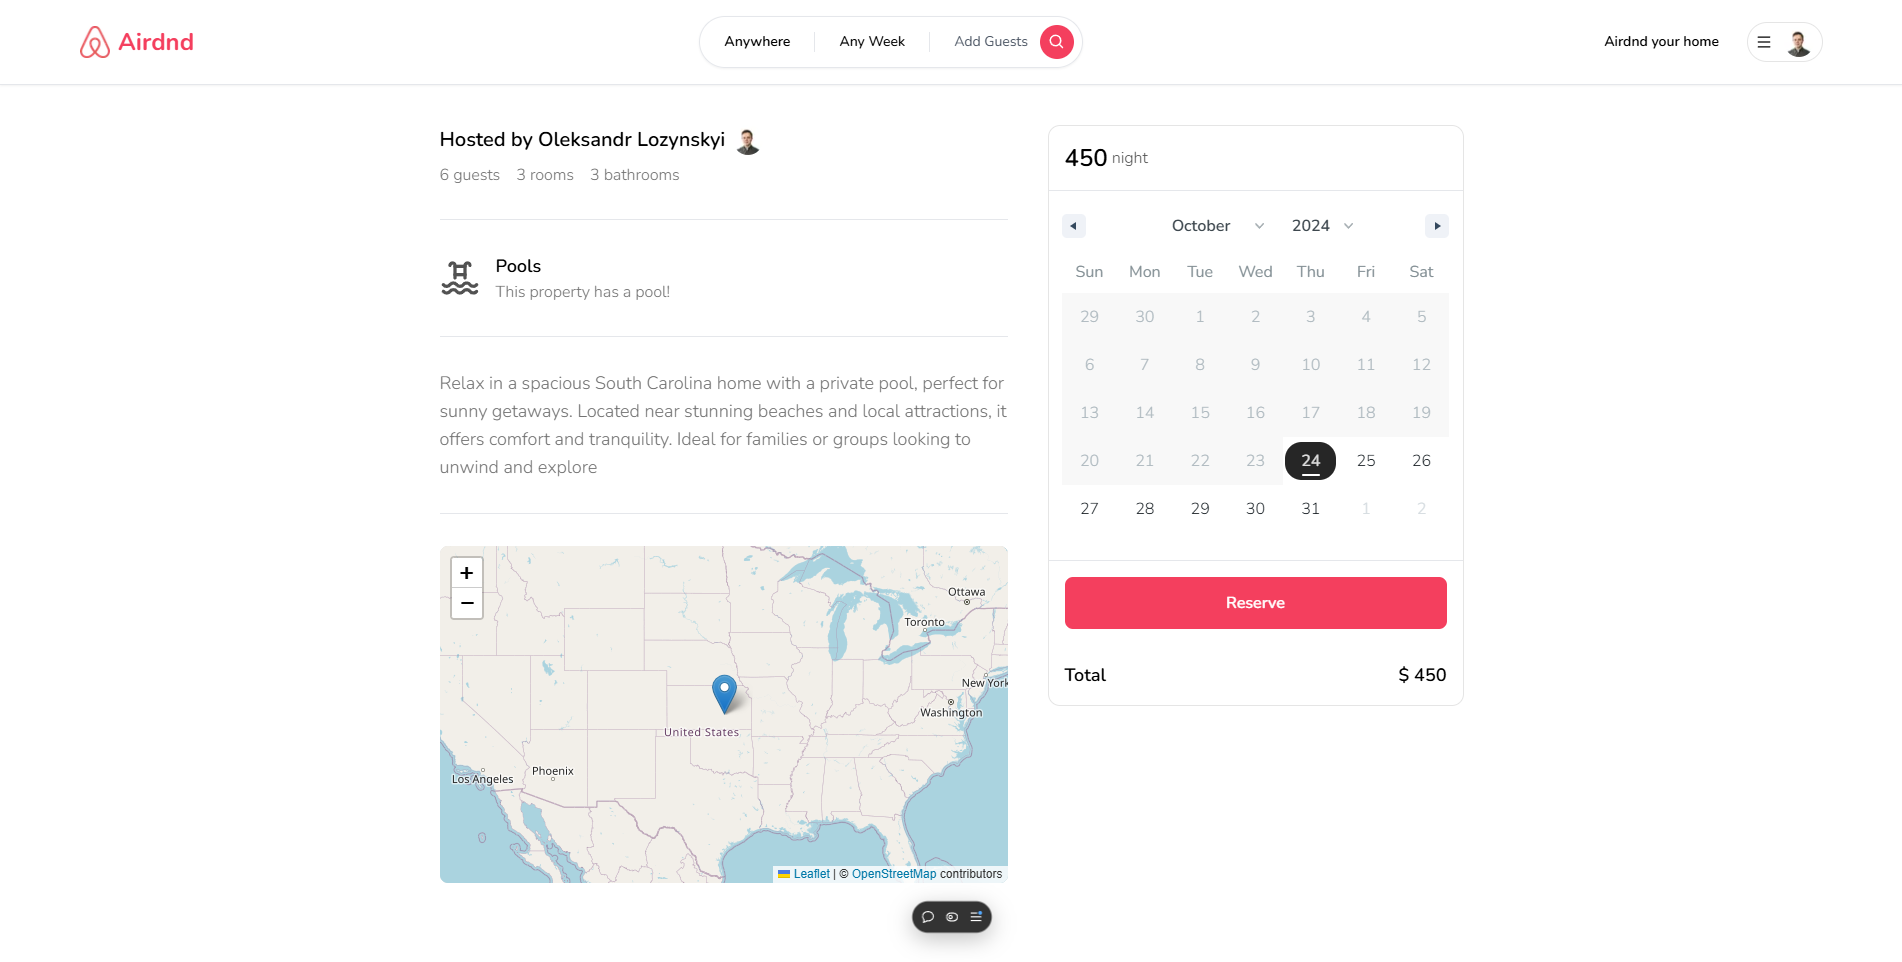 Airdnd
Anywhere Any Week Add Guests
Airdnd your home
Hosted by Oleksandr Lozynskyi
6 guests 3 rooms 3 bathrooms
Pools
This property has a pool!
Relax in a spacious South Carolina home with a private pool, perfect for
sunny getaways. Located near stunning beaches and local attractions, it
offers comfort and tranquility. Ideal for families or groups looking to
unwind and explore
+
−
Ottawa
Toronto
New York
Washington
United States
Phoenix
Los Angeles
Leaflet | © OpenStreetMap contributors
450 night
October 2024
Sun Mon Tue Wed Thu Fri Sat
29 30 1 2 3 4 5
6 7 8 9 10 11 12
13 14 15 16 17 18 19
20 21 22 23 24 25 26
27 28 29 30 31 1 2
Reserve
Total $ 450